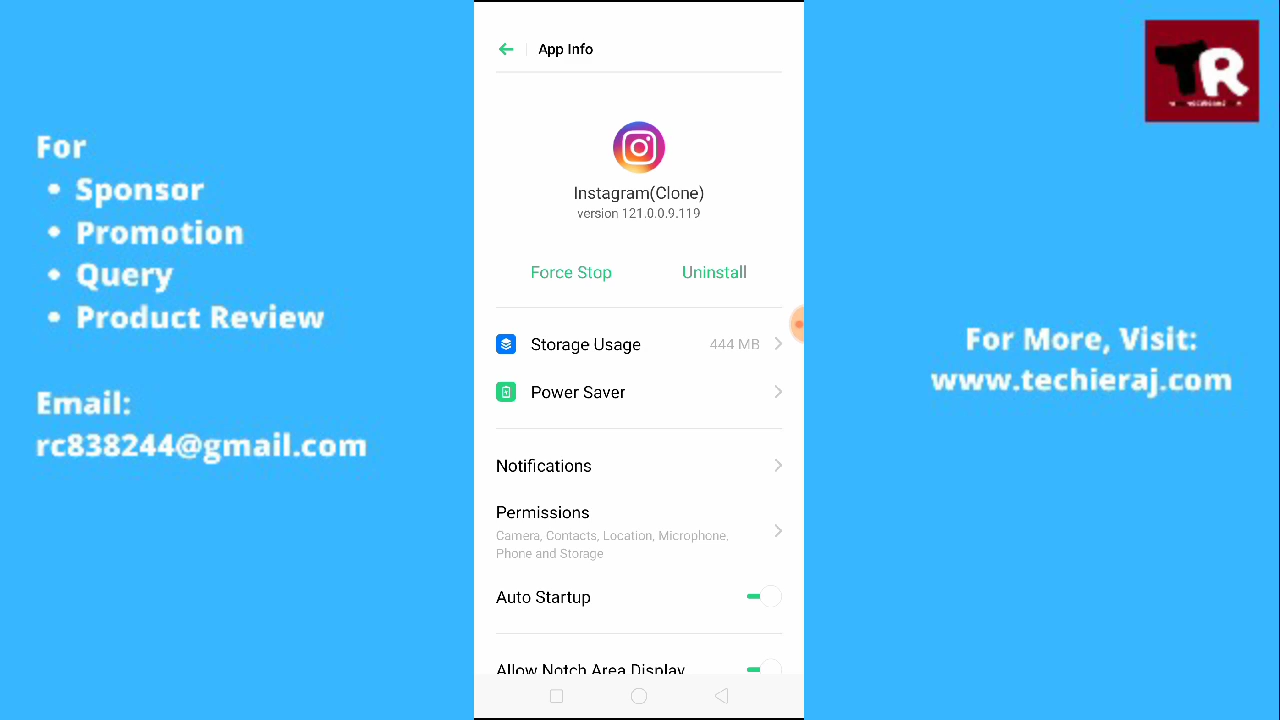 For
Sponsor
Promotion
Query
Product Review
Email:
rc838244@gmail.com
App Info
Instagram(Clone)
version 121.0.0.9.119
Force Stop
Uninstall
Storage Usage
444 MB
Power Saver
Notifications
Permissions
Camera, Contacts, Location, Microphone,
Phone and Storage
Auto Startup
Allow Notch Area Display
TR
For More, Visit:
www.techieraj.com